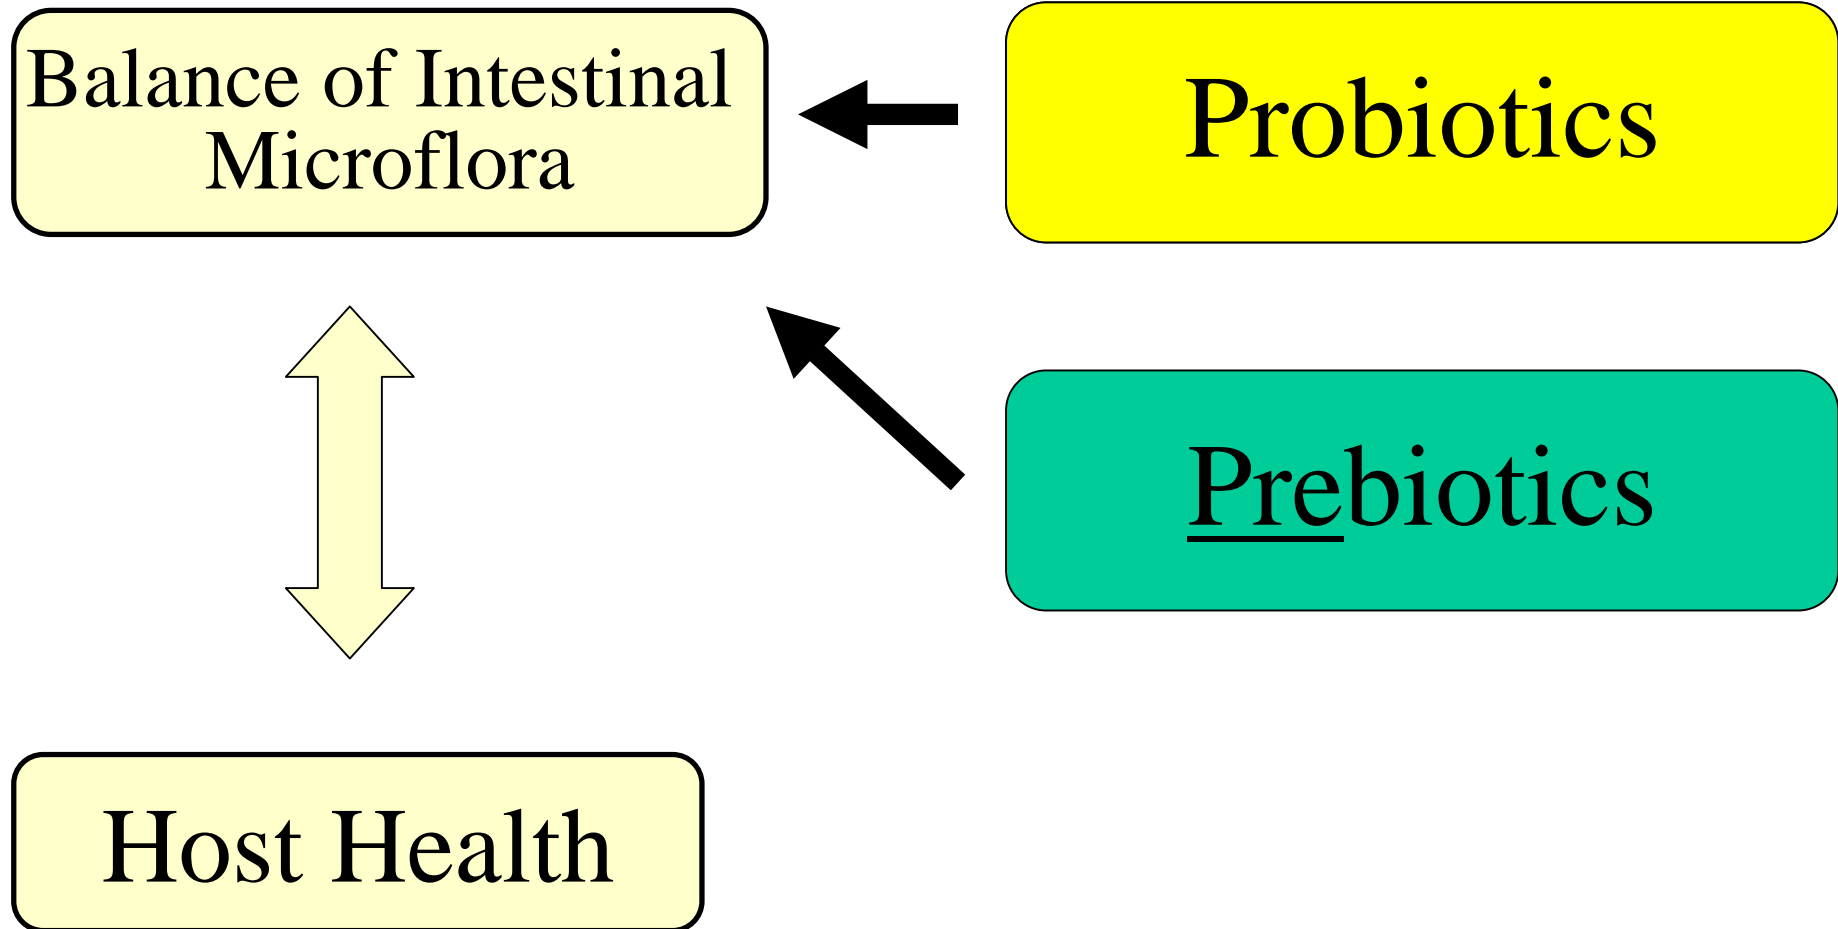 Balance of Intestinal
Microflora
Probiotics
Prebiotics
Host Health